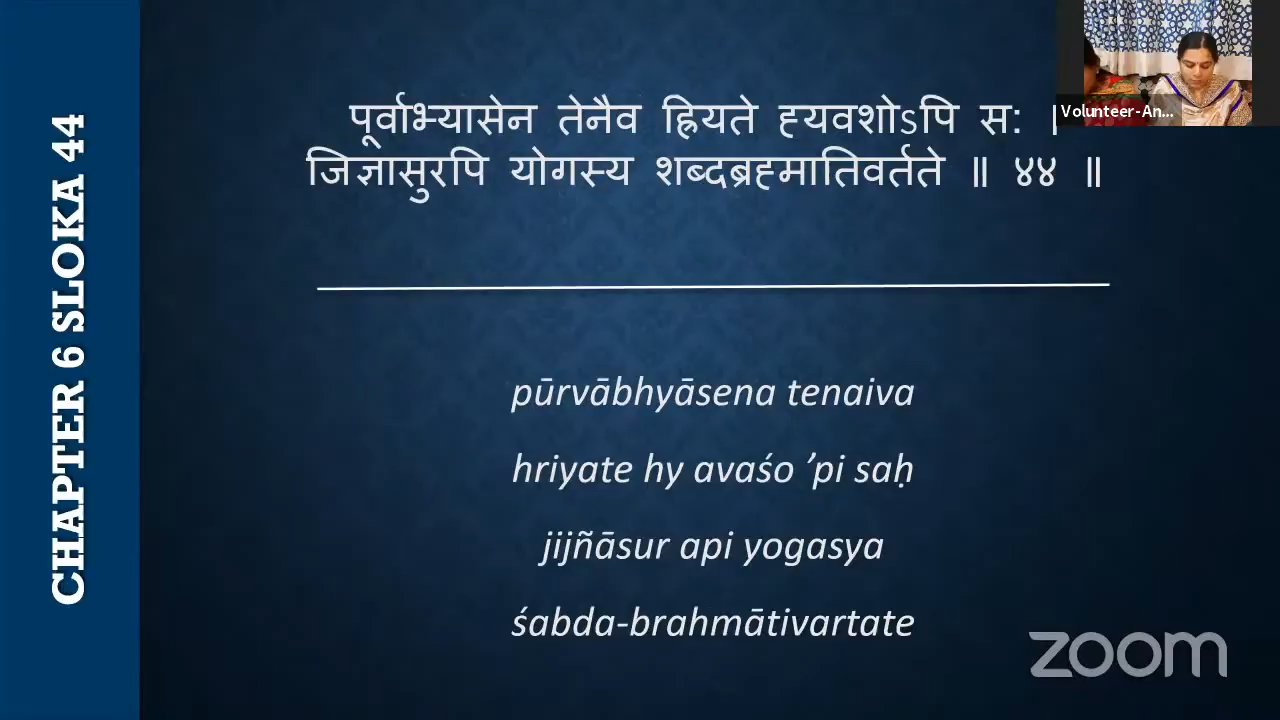 CHAPTER 6 SLOKA 44
पूर्वाभ्यासेन तेनैव ह्रियते ह्यवशोऽपि स: ।
जिज्ञासुरपि योगस्य शब्दब्रह्मातिवर्तते ॥ ४४ ॥
Volunteer-An...
pūrvābhyāsena tenaiva
hriyate hy avaśo ’pi saḥ
jijñāsur api yogasya
śabda-brahmātivartate
zoom